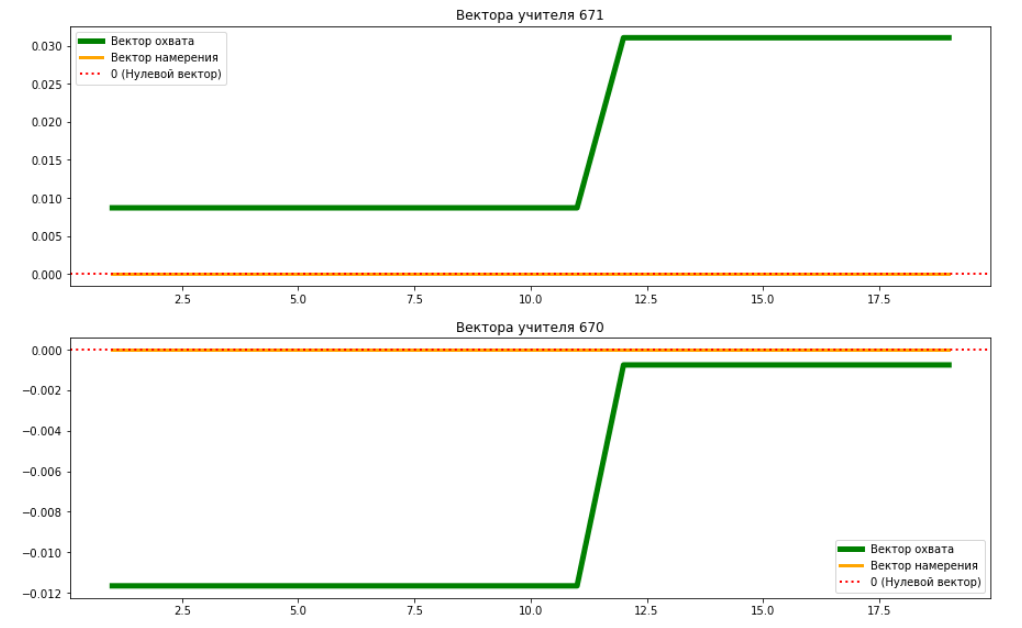 Вектора учителя 671
Вектор охвата
Вектор намерения
0 (Нулевой вектор)
0.030
0.025
0.020
0.015
0.010
0.005
0.000
2.5 5.0 7.5 10.0 12.5 15.0 17.5
Вектора учителя 670
0.000
−0.002
−0.004
−0.006
−0.008
−0.010
−0.012
Вектор охвата
Вектор намерения
0 (Нулевой вектор)
2.5 5.0 7.5 10.0 12.5 15.0 17.5